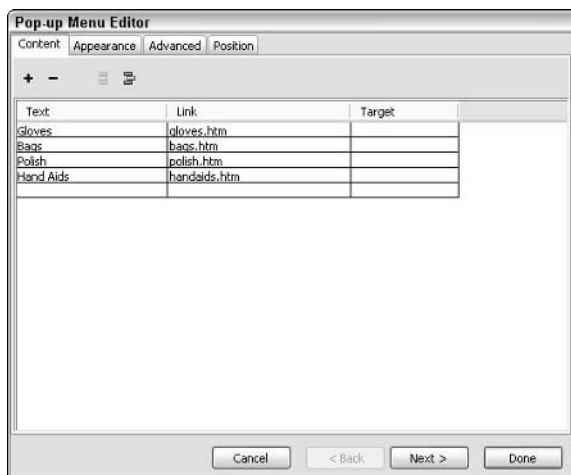 Pop-up Menu Editor
Content Appearance Advanced Position
Text Link Target
Gloves gloves.htm
Bags bags.htm
Polish polish.htm
Hand Aids handaids.htm
Cancel < Back Next > Done